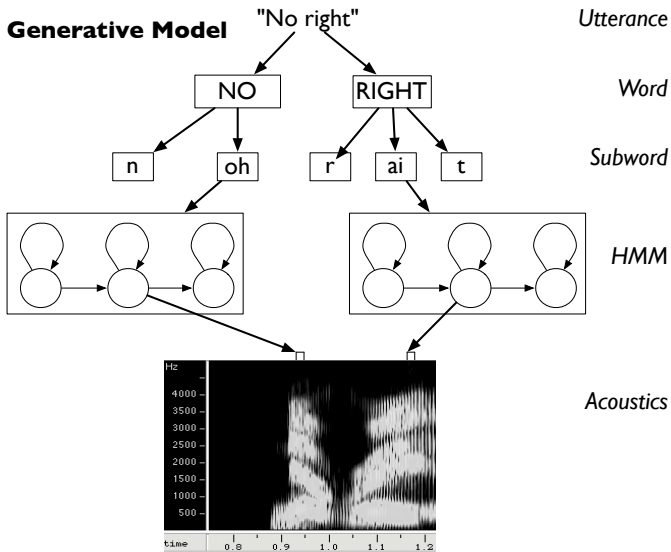 "No right"
Utterance
Generative Model
NO
RIGHT
Word
n
oh
r
ai
t
Subword
HMM
Hz
4000
3500
3000
2500
2000
1500
1000
500
Acoustics
time
0.8
0.9
1.0
1.1
1.2